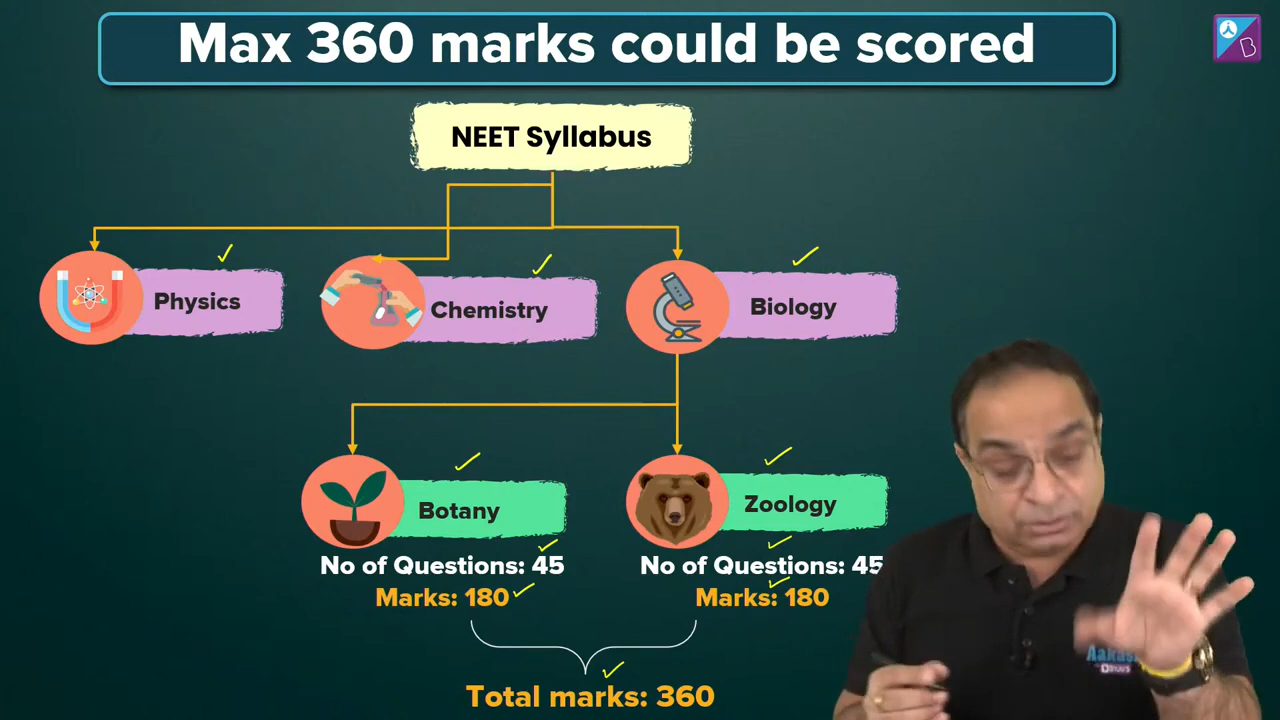 Max 360 marks could be scored
B
NEET Syllabus
Physics
Chemistry
Biology
Botany
Zoology
No of Questions: 45
No of Questions: 45
Marks: 180
Marks: 180
Total marks: 360
Aakash